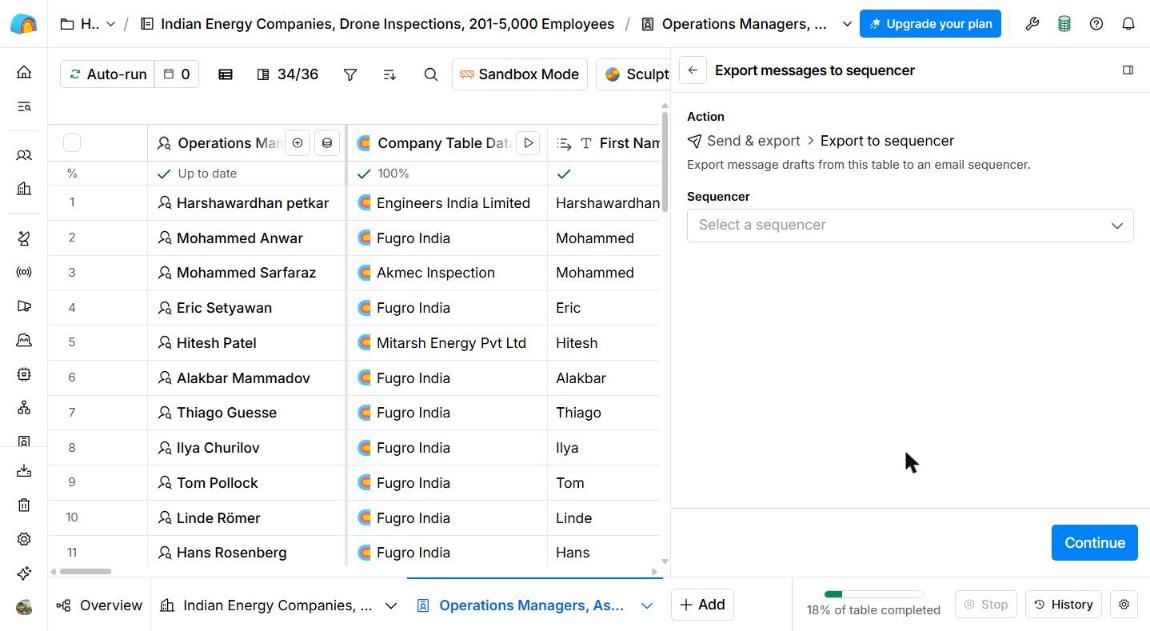 H.. / Indian Energy Companies, Drone Inspections, 201-5,000 Employees / Operations Managers, ... Upgrade your plan
Auto-run 0 34/36 Sandbox Mode Sculpt
Export messages to sequencer
Action
Send & export > Export to sequencer
Export message drafts from this table to an email sequencer.
Sequencer
Select a sequencer
Continue
Operations Ma Company Table Dat First Nam
% Up to date 100%
1 Harshawardhan petkar Engineers India Limited Harshawardhan
2 Mohammed Anwar Fugro India Mohammed
3 Mohammed Sarfaraz Akmec Inspection Mohammed
4 Eric Setyawan Fugro India Eric
5 Hitesh Patel Mitarsh Energy Pvt Ltd Hitesh
6 Alakbar Mammadov Fugro India Alakbar
7 Thiago Guesse Fugro India Thiago
8 Ilya Churilov Fugro India Ilya
9 Tom Pollock Fugro India Tom
10 Linde Römer Fugro India Linde
11 Hans Rosenberg Fugro India Hans
Overview Indian Energy Companies, ... Operations Managers, As... + Add 18% of table completed Stop History